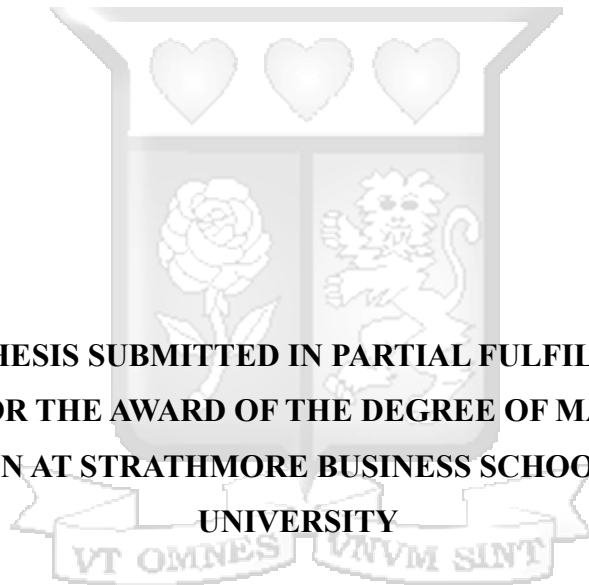 HESIS SUBMITTED IN PARTIAL FULFIL
OR THE AWARD OF THE DEGREE OF MA
N AT STRATHMORE BUSINESS SCHOO
UNIVERSITY
VT OMNES VNVM SINT